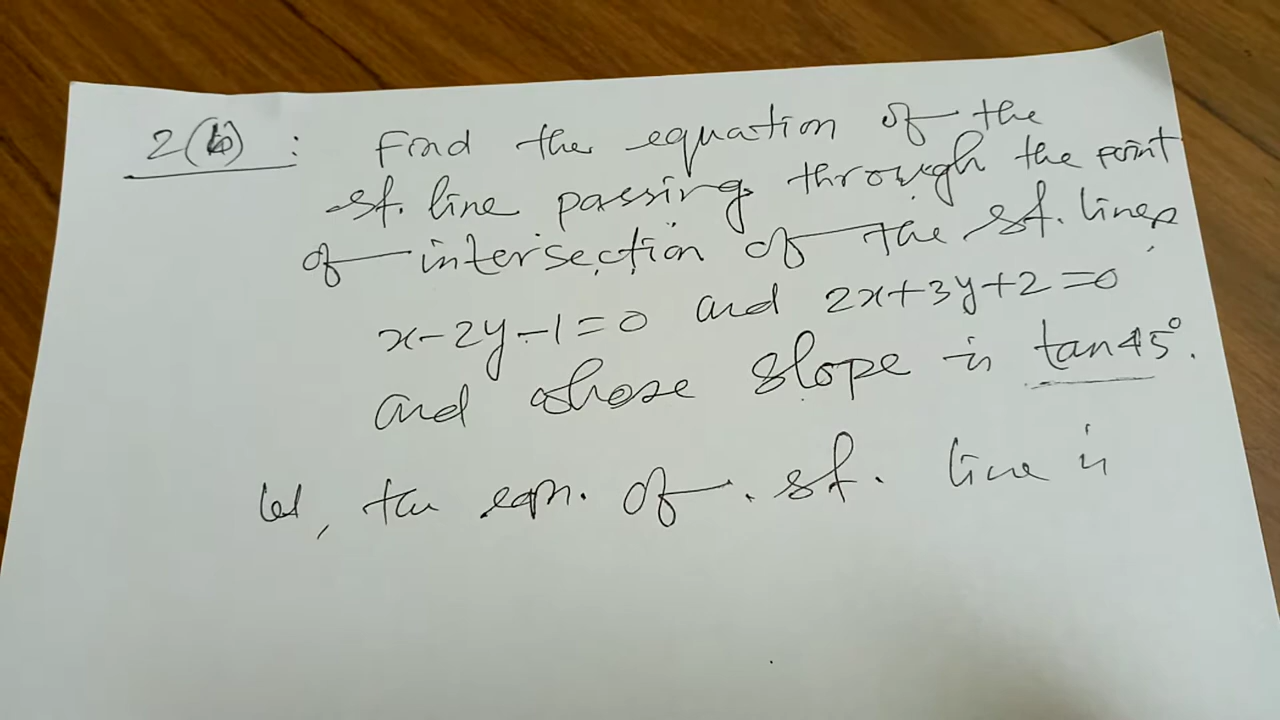 2(b) : Find the equation of the
st. line passing through the point
of intersection of the st. lines
x-2y-1=0 and 2x+3y+2=0
and whose slope is tan45°.
let, the eqn. of. st. line is